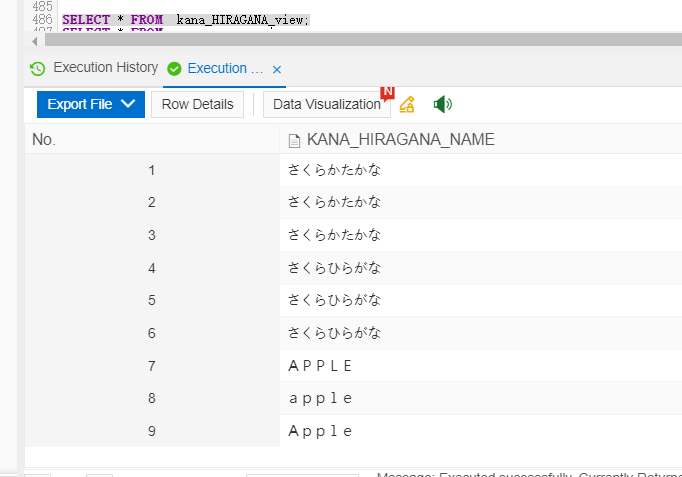 485
486 SELECT * FROM kana_HIRAGANA_view;
SELECT * FROM
Execution History Execution ... ×
Export File Row Details Data Visualization N
No. KANA_HIRAGANA_NAME
1 さくらかたかな
2 さくらかたかな
3 さくらかたかな
4 さくらひらがな
5 さくらひらがな
6 さくらひらがな
7 ＡＰＰＬＥ
8 ａｐｐｌｅ
9 Ａｐｐｌｅ
Message: Executed successfully. Currently Returne